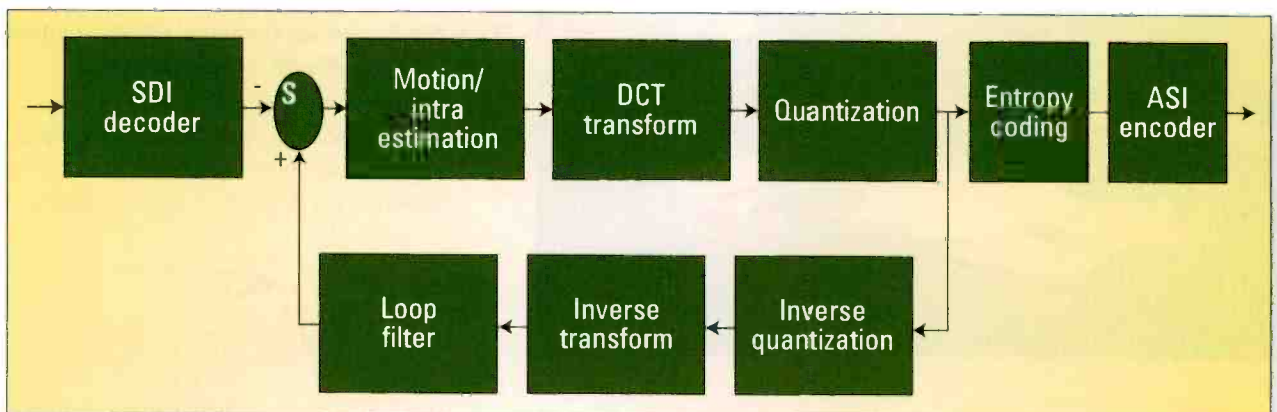 SDI
decoder
-
S
+
Motion/
intra
estimation
DCT
transform
Quantization
Entropy
coding
ASI
encoder
Loop
filter
Inverse
transform
Inverse
quantization